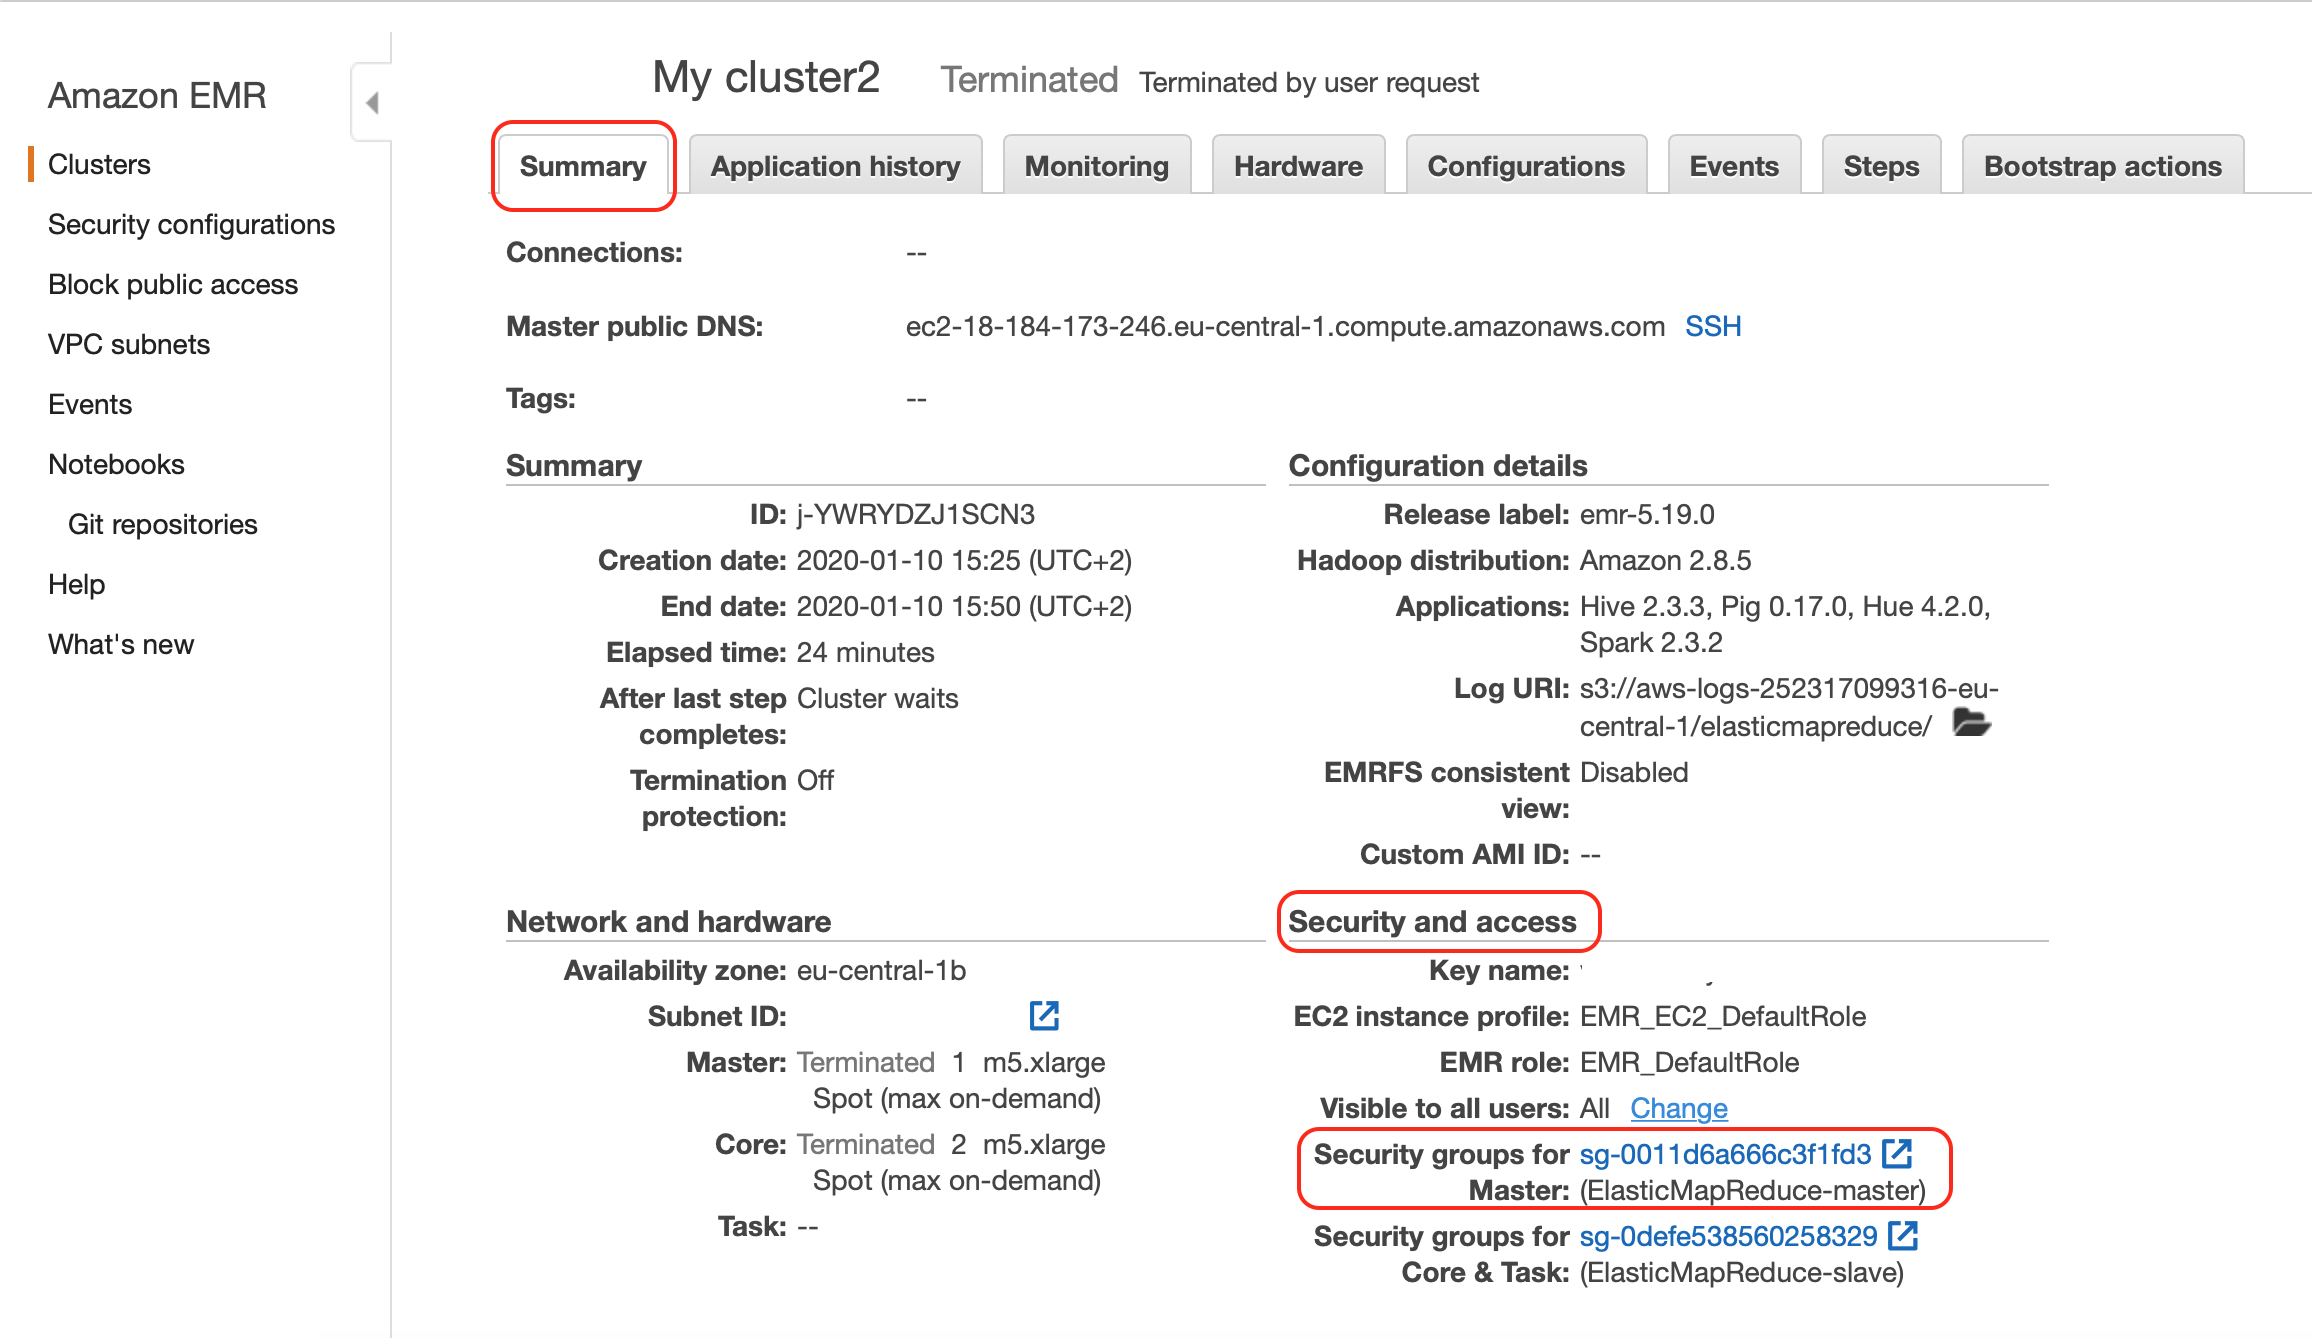 Amazon EMR
Clusters
Security configurations
Block public access
VPC subnets
Events
Notebooks
Git repositories
Help
What's new
My cluster2 Terminated Terminated by user request
Summary Application history Monitoring Hardware Configurations Events Steps Bootstrap actions
Connections: --
Master public DNS: ec2-18-184-173-246.eu-central-1.compute.amazonaws.com SSH
Tags: --
Summary
ID: j-YWRYDZJ1SCN3
Creation date: 2020-01-10 15:25 (UTC+2)
End date: 2020-01-10 15:50 (UTC+2)
Elapsed time: 24 minutes
After last step Cluster waits
completes:
Termination Off
protection:
Configuration details
Release label: emr-5.19.0
Hadoop distribution: Amazon 2.8.5
Applications: Hive 2.3.3, Pig 0.17.0, Hue 4.2.0,
Spark 2.3.2
Log URI: s3://aws-logs-252317099316-eu-
central-1/elasticmapreduce/
EMRFS consistent Disabled
view:
Custom AMI ID: --
Network and hardware
Availability zone: eu-central-1b
Subnet ID:
Master: Terminated 1 m5.xlarge
Spot (max on-demand)
Core: Terminated 2 m5.xlarge
Spot (max on-demand)
Task: --
Security and access
Key name:
EC2 instance profile: EMR_EC2_DefaultRole
EMR role: EMR_DefaultRole
Visible to all users: All Change
Security groups for sg-0011d6a666c3f1fd3
Master: (ElasticMapReduce-master)
Security groups for sg-0defe538560258329
Core & Task: (ElasticMapReduce-slave)